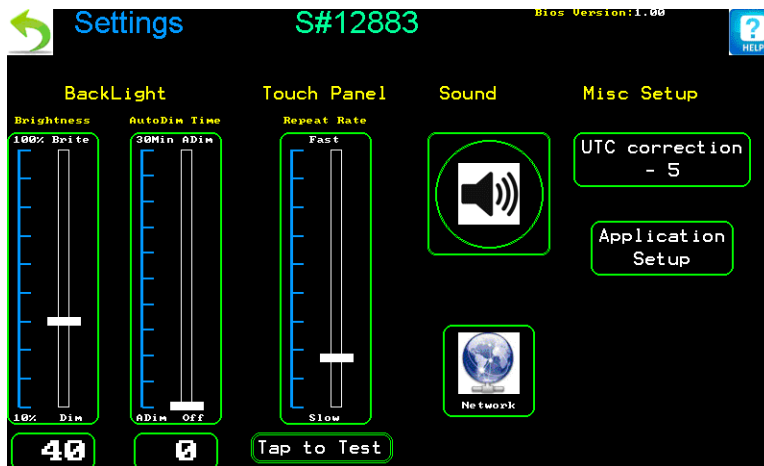 Settings
S#12883
Bios Version:1.00
HELP
BackLight
Touch Panel
Sound
Misc Setup
Brightness
AutoDim Time
Repeat Rate
100% Brite
30Min ADim
Fast
UTC correction
- 5
Application
Setup
10% Dim
ADim Off
Slow
Network
40
0
Tap to Test